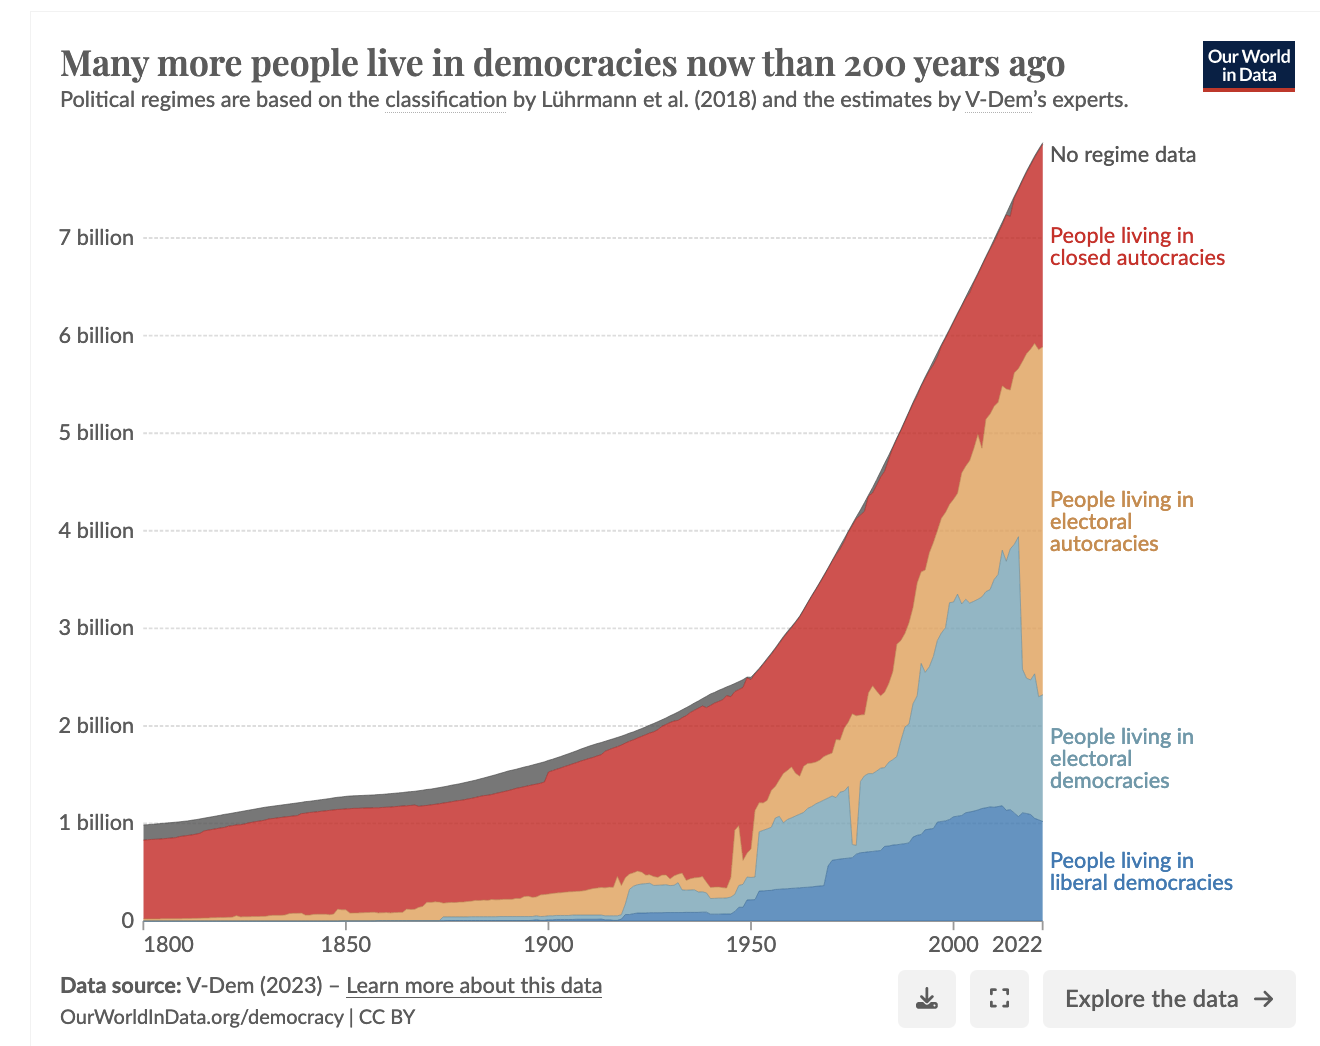 Many more people live in democracies now than 200 years ago
Our World
in Data
Political regimes are based on the classification by Lührmann et al. (2018) and the estimates by V-Dem's experts.
No regime data
7 billion
People living in
closed autocracies
6 billion
5 billion
People living in
electoral
autocracies
4 billion
3 billion
2 billion
People living in
electoral
democracies
1 billion
People living in
liberal democracies
0
1800 1850 1900 1950 2000 2022
Data source: V-Dem (2023) – Learn more about this data
OurWorldInData.org/democracy | CC BY
Explore the data →